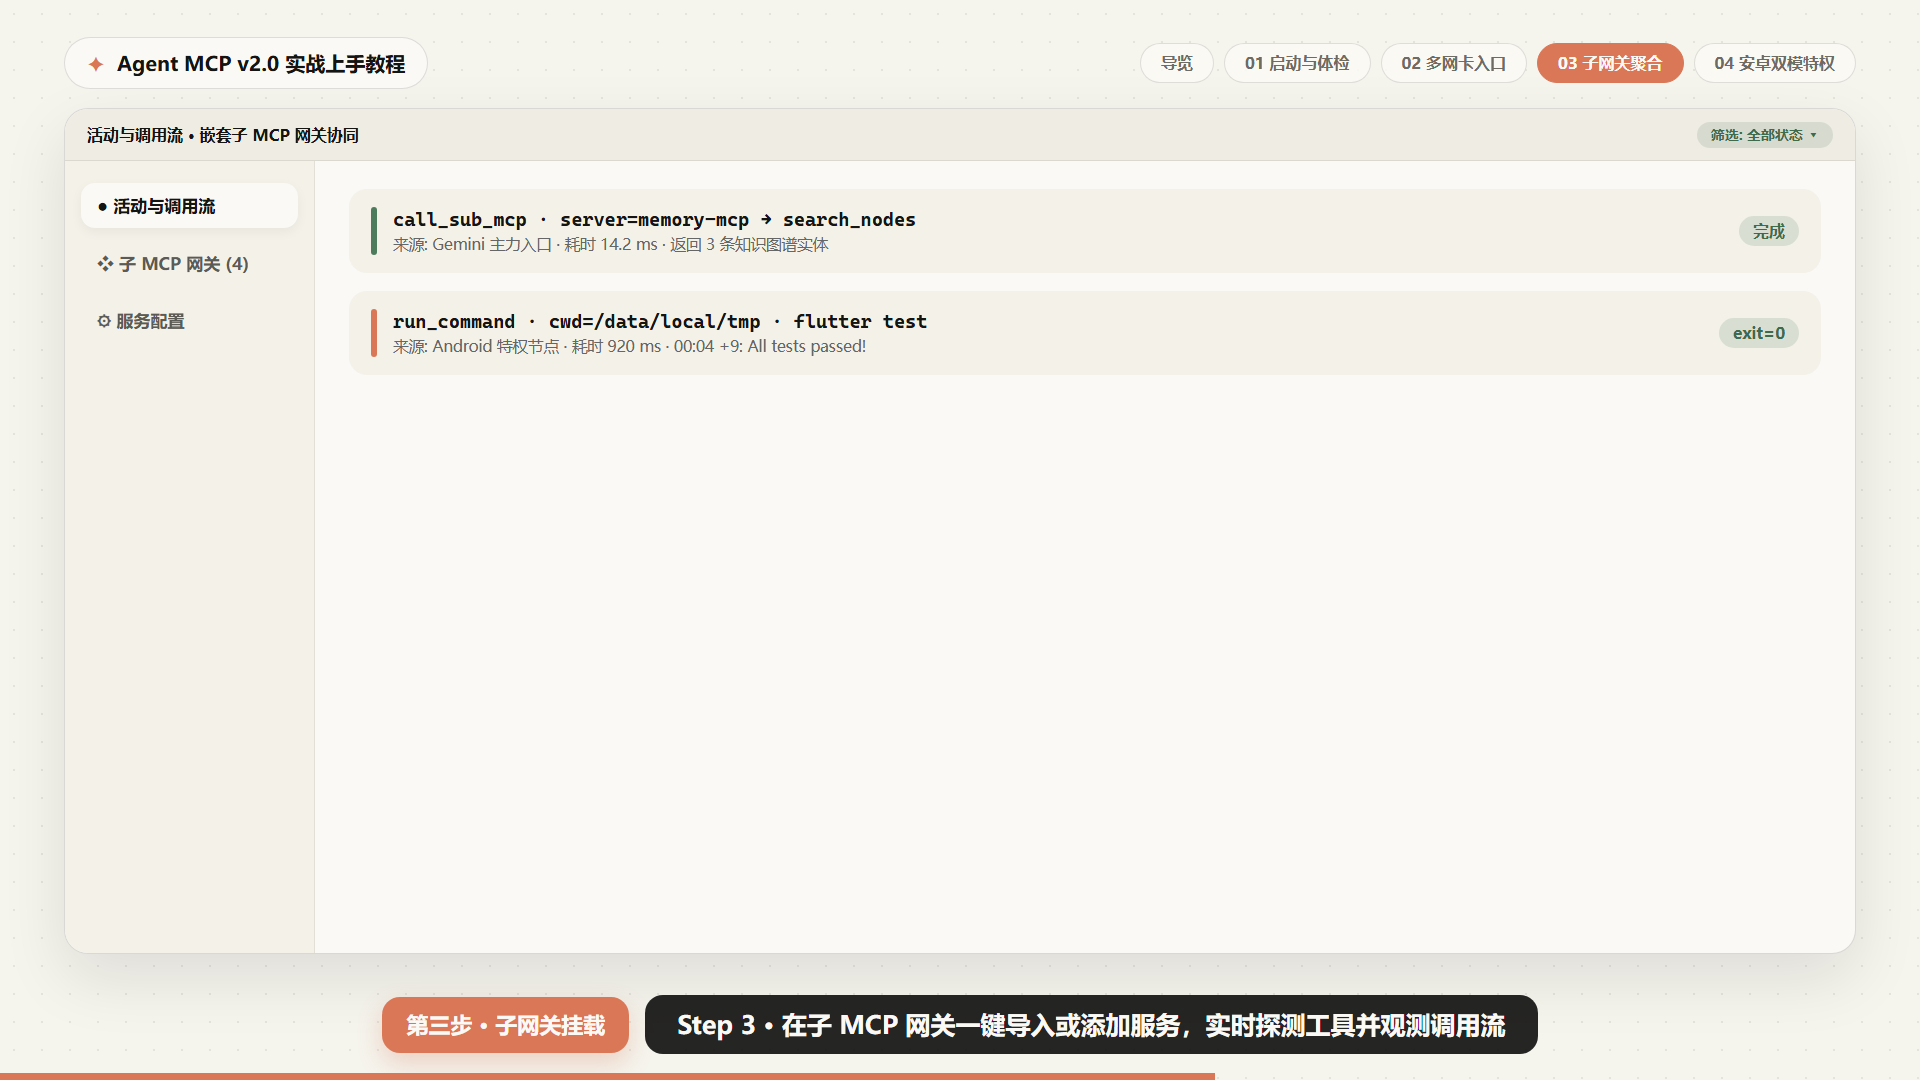 ✦ Agent MCP v2.0 实战上手教程
导览
01 启动与体检
02 多网卡入口
03 子网关聚合
04 安卓双模特权
活动与调用流 • 嵌套子 MCP 网关协同
筛选: 全部状态 ▾
● 活动与调用流
❖ 子 MCP 网关 (4)
⚙ 服务配置
call_sub_mcp · server=memory-mcp → search_nodes
来源: Gemini 主力入口 · 耗时 14.2 ms · 返回 3 条知识图谱实体
完成
run_command · cwd=/data/local/tmp · flutter test
来源: Android 特权节点 · 耗时 920 ms · 00:04 +9: All tests passed!
exit=0
第三步 • 子网关挂载
Step 3 • 在子 MCP 网关一键导入或添加服务，实时探测工具并观测调用流